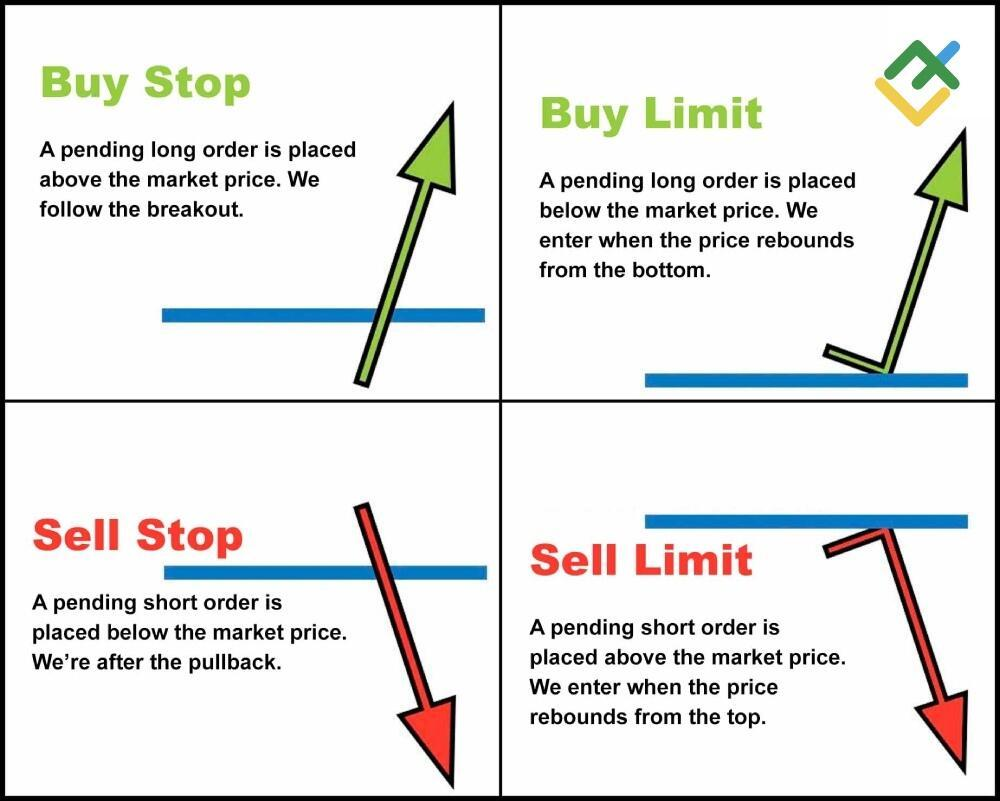 Buy Stop
A pending long order is placed
above the market price. We
follow the breakout.
Buy Limit
A pending long order is placed
below the market price. We
enter when the price rebounds
from the bottom.
Sell Stop
A pending short order is
placed below the market price.
We’re after the pullback.
Sell Limit
A pending short order is
placed above the market price.
We enter when the price
rebounds from the top.